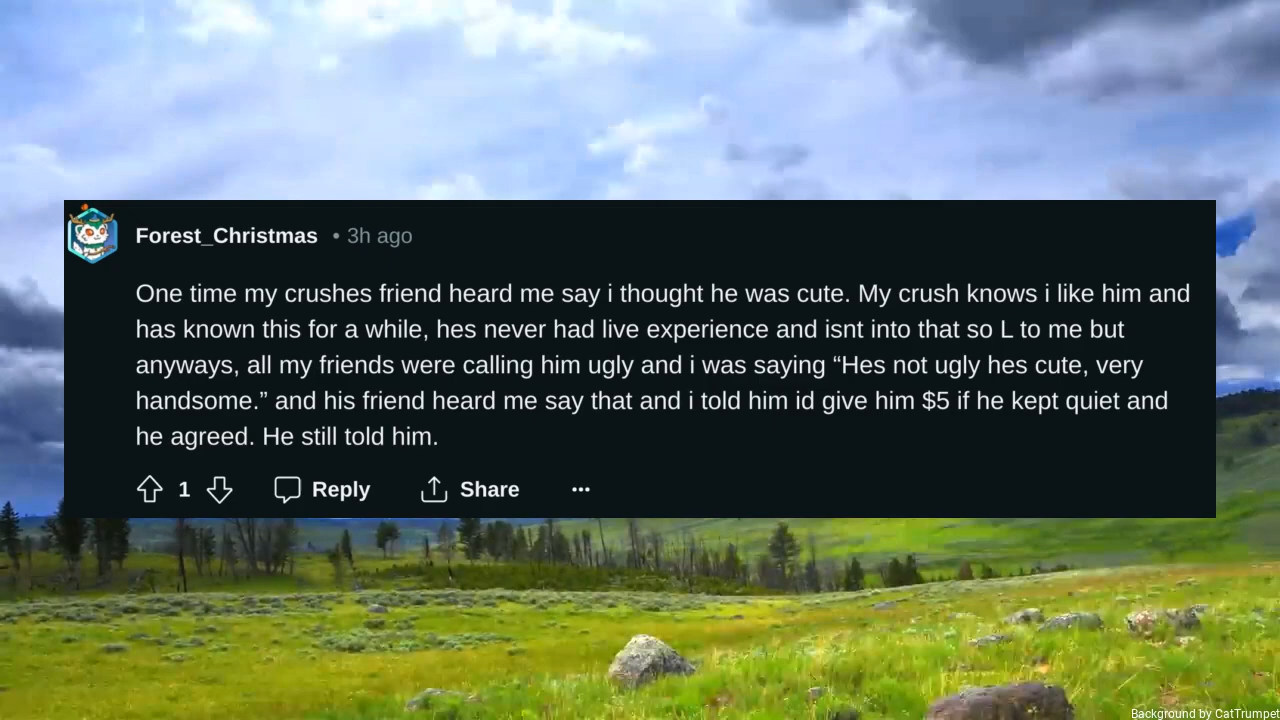 Forest_Christmas • 3h ago
One time my crushes friend heard me say i thought he was cute. My crush knows i like him and
has known this for a while, hes never had live experience and isnt into that so L to me but
anyways, all my friends were calling him ugly and i was saying “Hes not ugly hes cute, very
handsome.” and his friend heard me say that and i told him id give him $5 if he kept quiet and
he agreed. He still told him.
1 Reply Share •••
Background by CatTrumpet